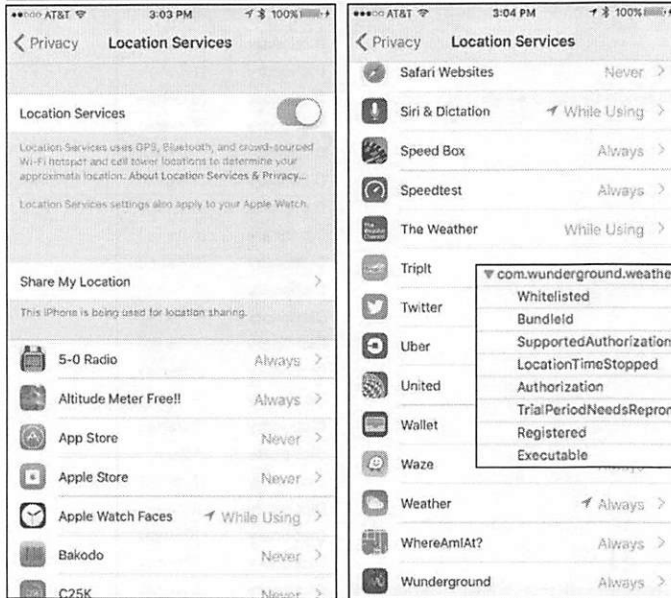 AT&T 3:03 PM 100%
Privacy Location Services
Location Services
Location Services uses GPS, Bluetooth, and crowd-sourced
Wi-Fi hotspot and cell tower locations to determine your
approximate location. About Location Services & Privacy...
Location Services settings also apply to your Apple Watch.
Share My Location
This iPhone is being used for location sharing.
5-0 Radio Always
Altitude Meter Free!! Always
App Store Never
Apple Store Never
Apple Watch Faces While Using
Bakodo Never
C25K Never
AT&T 3:04 PM 100%
Privacy Location Services
Safari Websites Never
Siri & Dictation While Using
Speed Box Always
Speedtest Always
The Weather While Using
TripIt
Twitter
Uber
United
Wallet
Waze
Weather Always
WhereAmIAt? Always
Wunderground Always
com.wunderground.weathe
Whitelisted
BundleId
SupportedAuthorization
LocationTimeStopped
Authorization
TrialPeriodNeedsRepror
Registered
Executable